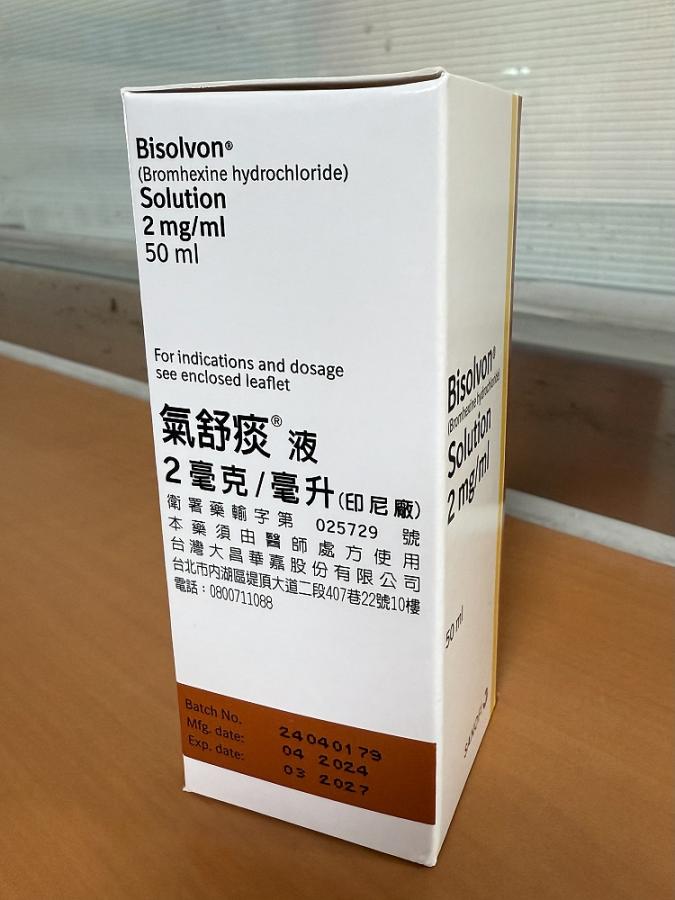 Bisolvon®
(Bromhexine hydrochloride)
Solution
2 mg/ml
50 ml
For indications and dosage
see enclosed leaflet
氣舒痰® 液
2 毫克/毫升(印尼廠)
衛署藥輸字第 025729 號
本藥須由醫師處方使用
台灣大昌華嘉股份有限公司
台北市內湖區堤頂大道二段407巷22號10樓
電話：0800711088
Batch No. 24040179
Mfg. date: 04 2024
Exp. date: 03 2027
Bisolvon®
(Bromhexine hydrochloride)
Solution
2 mg/ml
50 ml
SANOFI